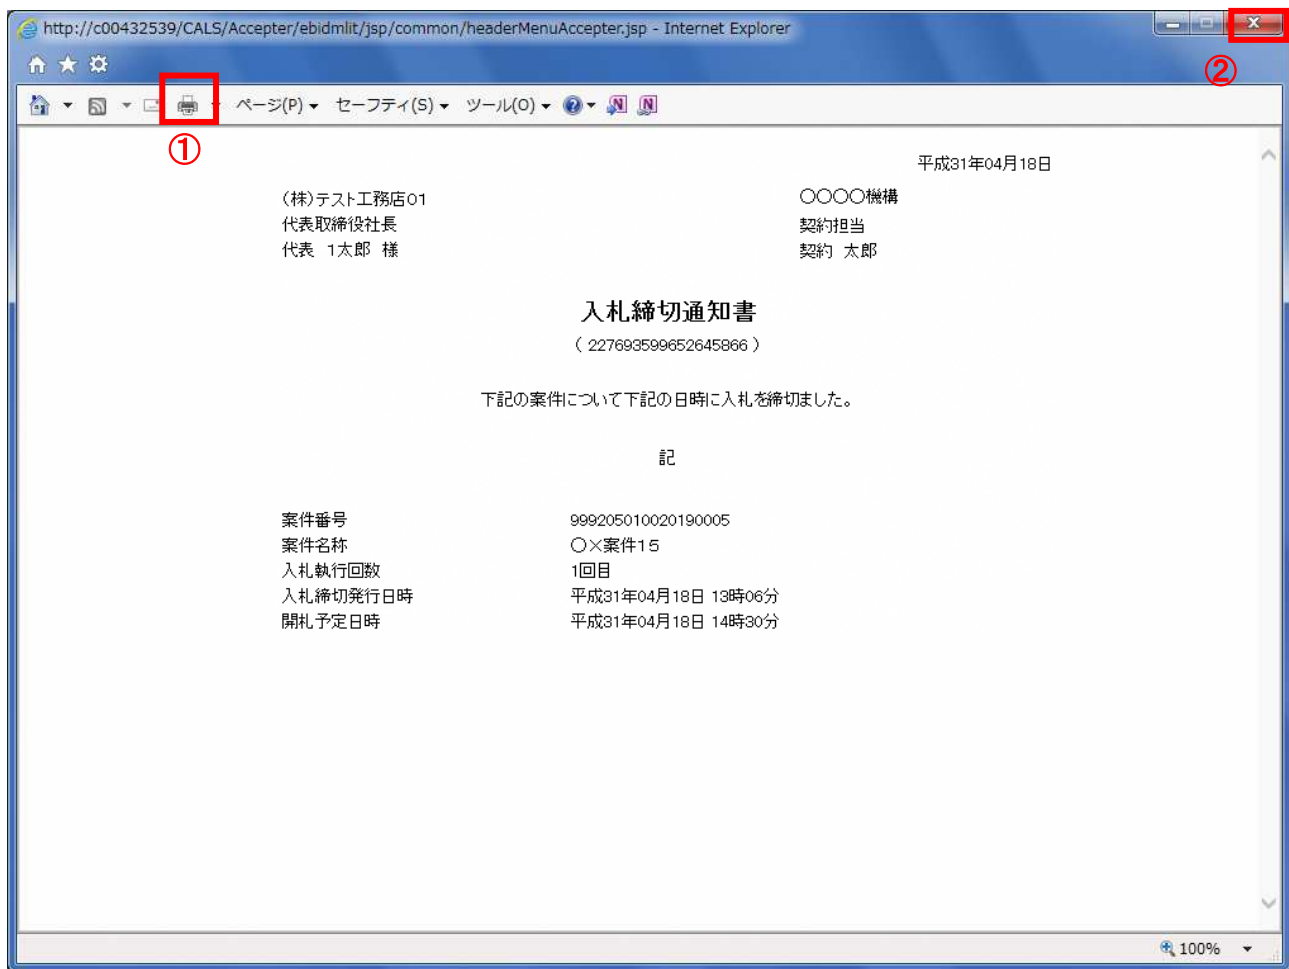 http://c00432539/CALS/Accepter/ebidmlit/jsp/common/headerMenuAccepter.jsp - Internet Explorer
②
ページ(P) セーフティ(S) ツール(O)
①
平成31年04月18日
(株)テスト工務店01
代表取締役社長
代表 1太郎 様
〇〇〇〇機構
契約担当
契約 太郎
入札締切通知書
( 227693599652645866 )
下記の案件について下記の日時に入札を締切ました。
記
案件番号 999205010020190005
案件名称 〇×案件15
入札執行回数 1回目
入札締切発行日時 平成31年04月18日 13時06分
開札予定日時 平成31年04月18日 14時30分
100%